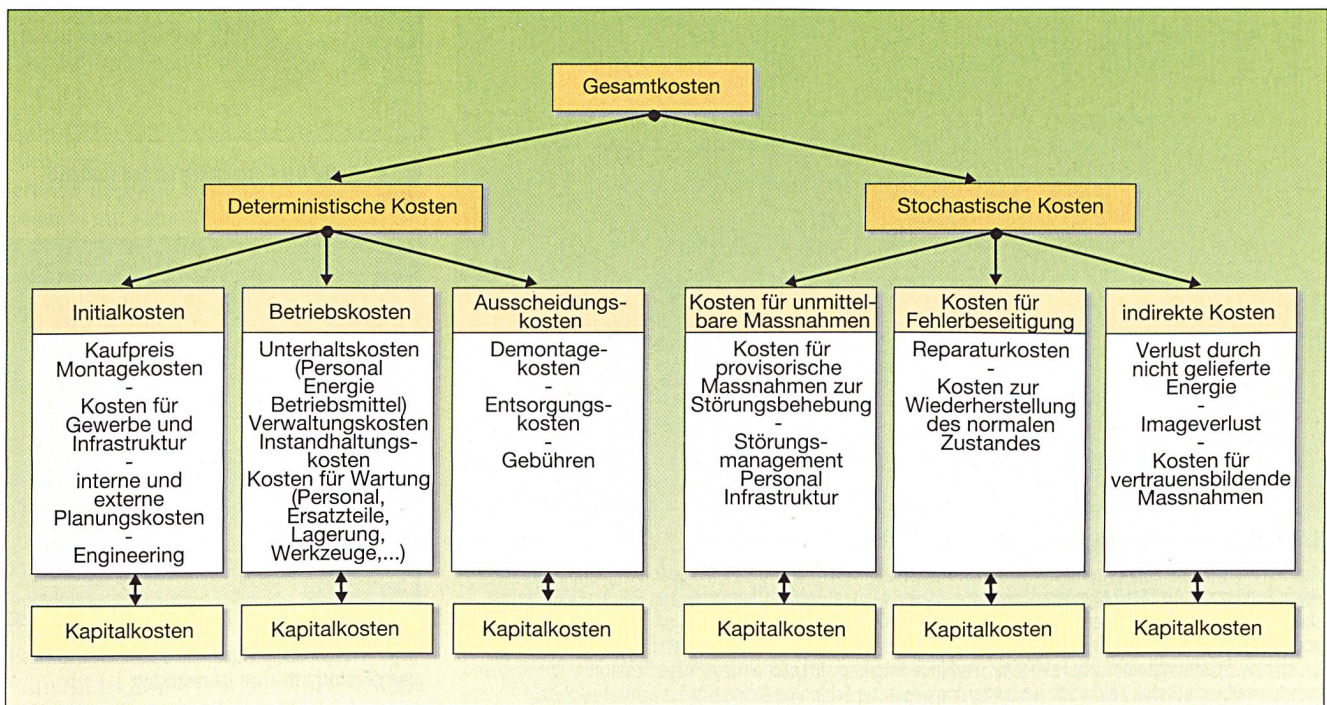 Gesamtkosten
Deterministische Kosten
Stochastische Kosten
Initialkosten
Kaufpreis
Montagekosten
-
Kosten für
Gewerbe und
Infrastruktur
-
interne und
externe
Planungskosten
-
Engineering
Kapitalkosten
Betriebskosten
Unterhaltskosten
(Personal
Energie
Betriebsmittel)
Verwaltungskosten
Instandhaltungs-
kosten
Kosten für Wartung
(Personal,
Ersatzteile,
Lagerung,
Werkzeuge,...)
Kapitalkosten
Ausscheidungs-
kosten
Demontage-
kosten
-
Entsorgungs-
kosten
-
Gebühren
Kapitalkosten
Kosten für unmittel-
bare Massnahmen
Kosten für
provisorische
Massnahmen zur
Störungsbehebung
-
Störungs-
management
Personal
Infrastruktur
Kapitalkosten
Kosten für
Fehlerbeseitigung
Reparaturkosten
-
Kosten zur
Wiederherstellung
des normalen
Zustandes
Kapitalkosten
indirekte Kosten
Verlust durch
nicht gelieferte
Energie
-
Imageverlust
-
Kosten für
vertrauensbildende
Massnahmen
Kapitalkosten